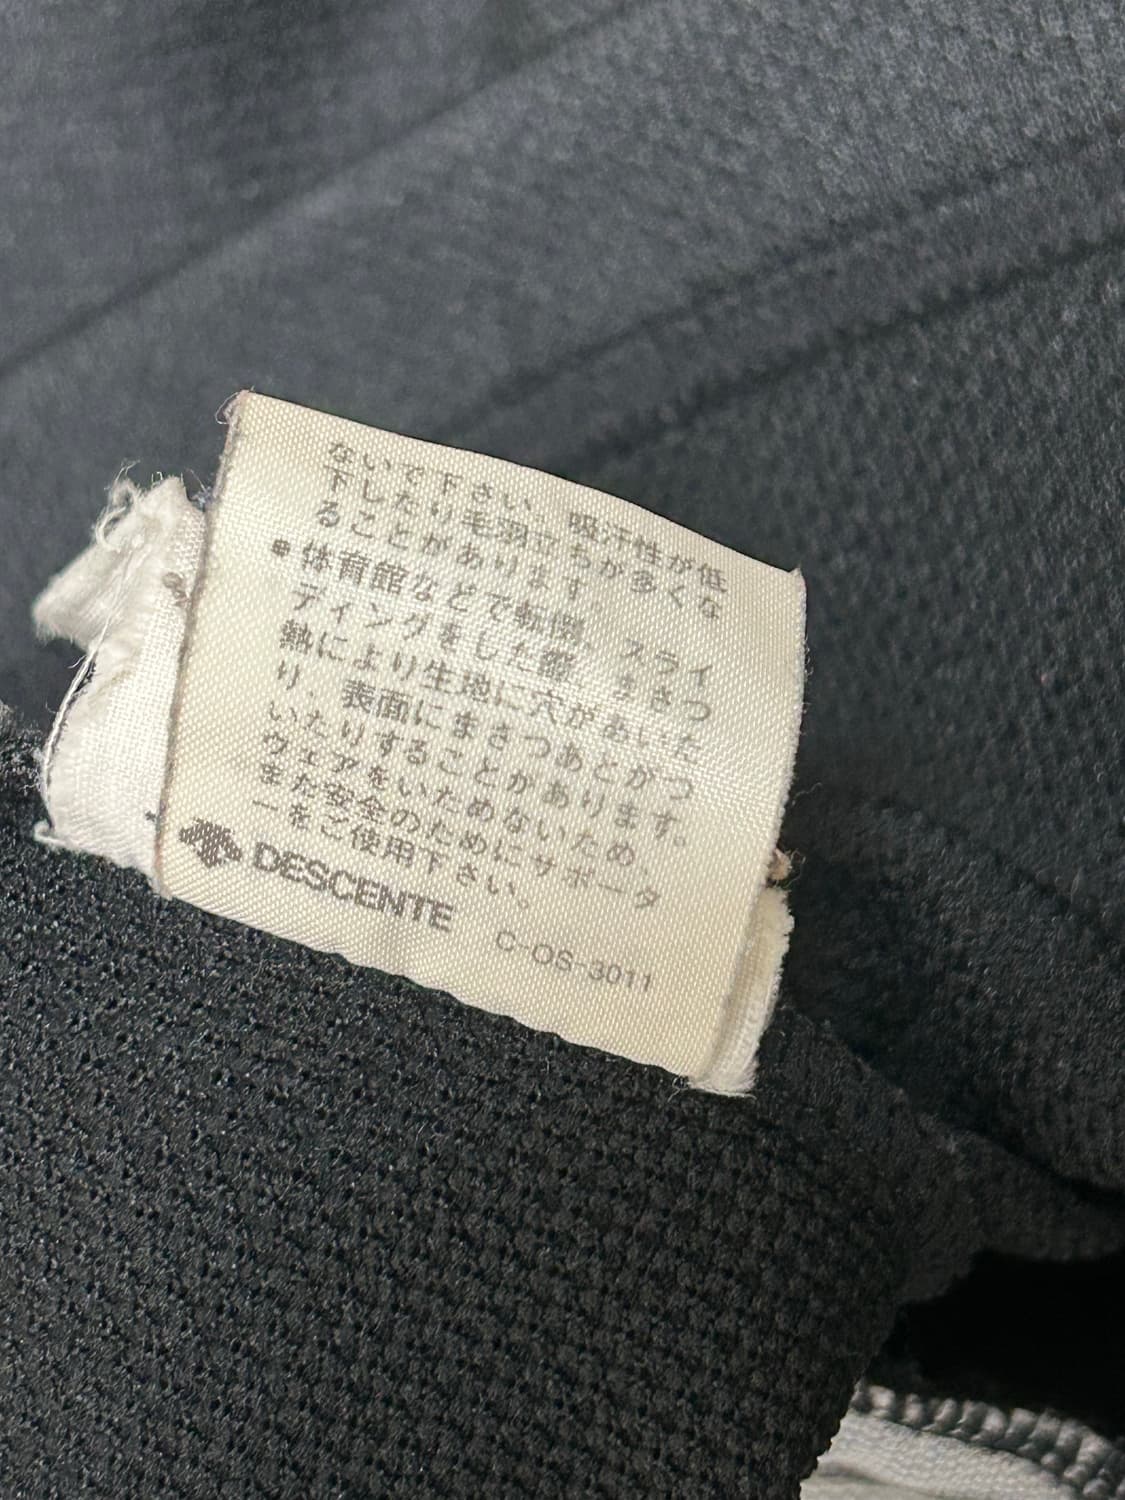 ないで下さい。吸汗性が低
下したり毛羽立ちが多くな
ることがあります。
●体育館などで転倒、スライ
ディングをした際、まさつ
熱により生地に穴があいた
り、表面にまさつあとがつ
いたりすることがあります。
ウェアをいためないため、
また安全のためにサポータ
ーをご使用下さい。
DESCENTE C-OS-3011